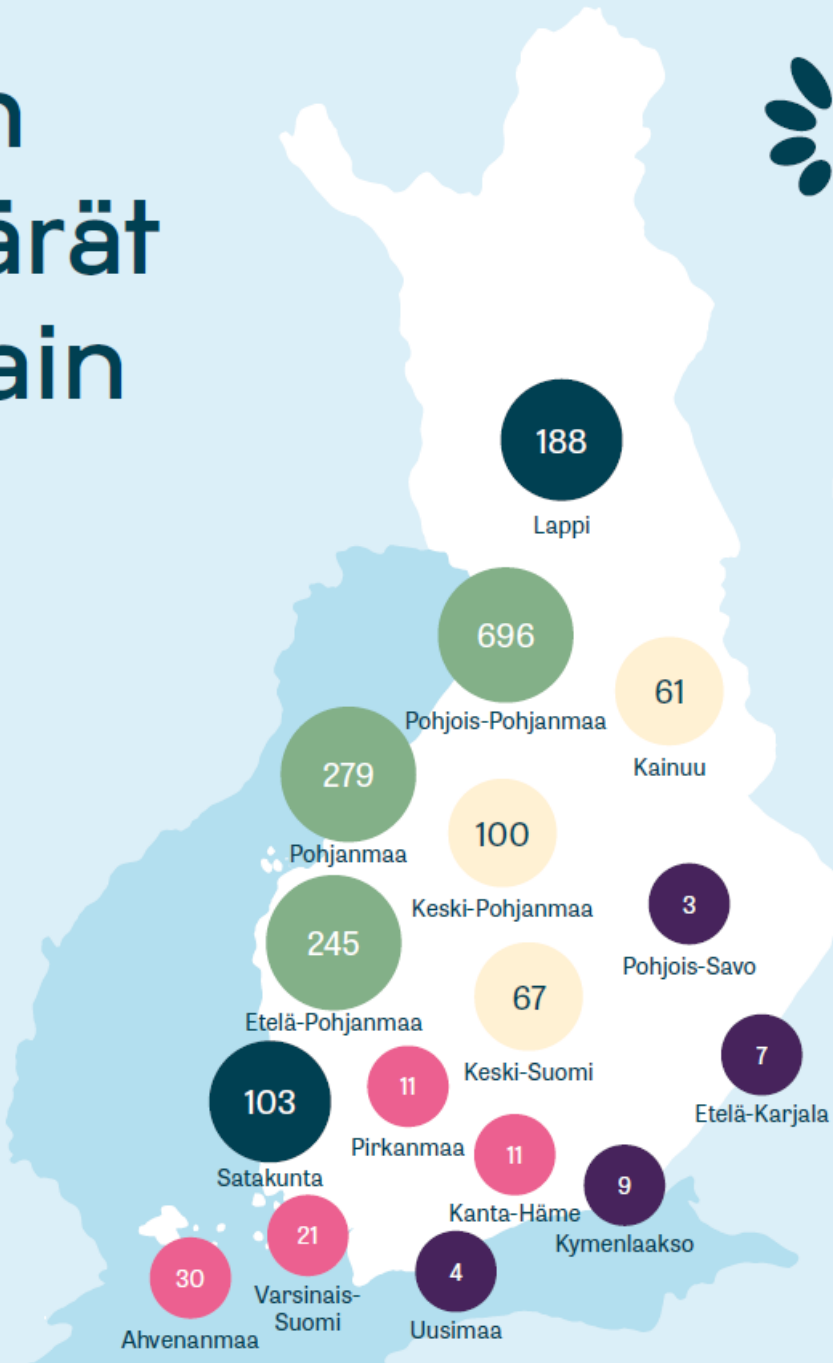 n
ärät
ain
188
Lappi
696
Pohjois-Pohjanmaa
61
Kainuu
279
Pohjanmaa
100
Keski-Pohjanmaa
3
Pohjois-Savo
245
Etelä-Pohjanmaa
67
Keski-Suomi
7
Etelä-Karjala
103
Satakunta
11
Pirkanmaa
11
Kanta-Häme
9
Kymenlaakso
21
Varsinais-
Suomi
30
Ahvenanmaa
4
Uusimaa